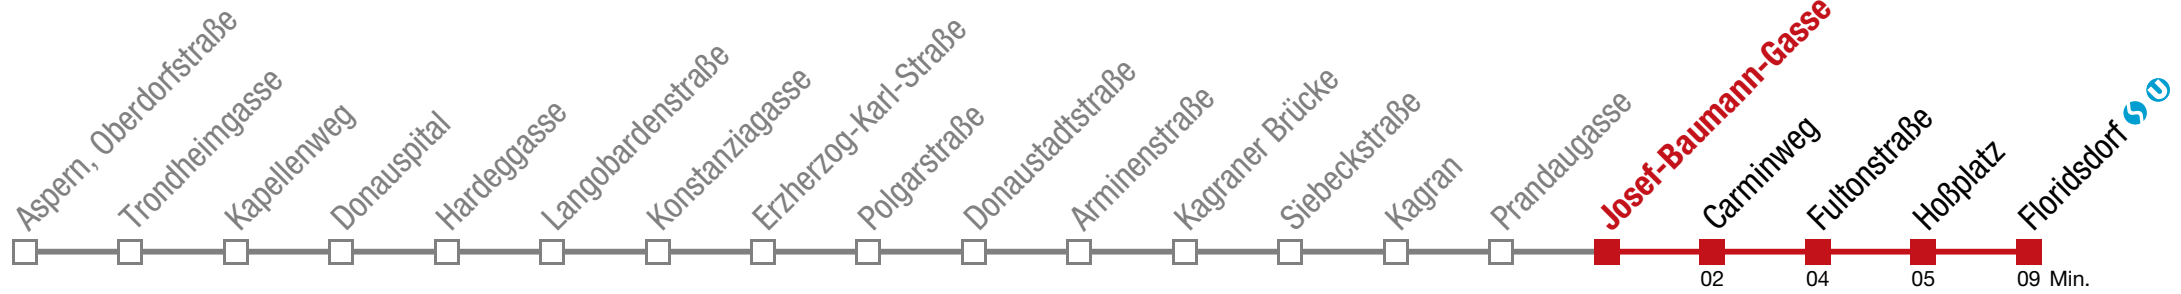 Aspern, Oberdorfstraße
Trondheimgasse
Kapellenweg
Donauspital
Hardeggasse
Langobardenstraße
Konstanziagasse
Erzherzog-Karl-Straße
Polgarstraße
Donaustadtstraße
Arminenstraße
Kagraner Brücke
Siebeckstraße
Kagran
Prandaugasse
Josef-Baumann-Gasse
Carminweg
Fultonstraße
Hoßplatz
Floridsdorf S U
02 04 05 09 Min.